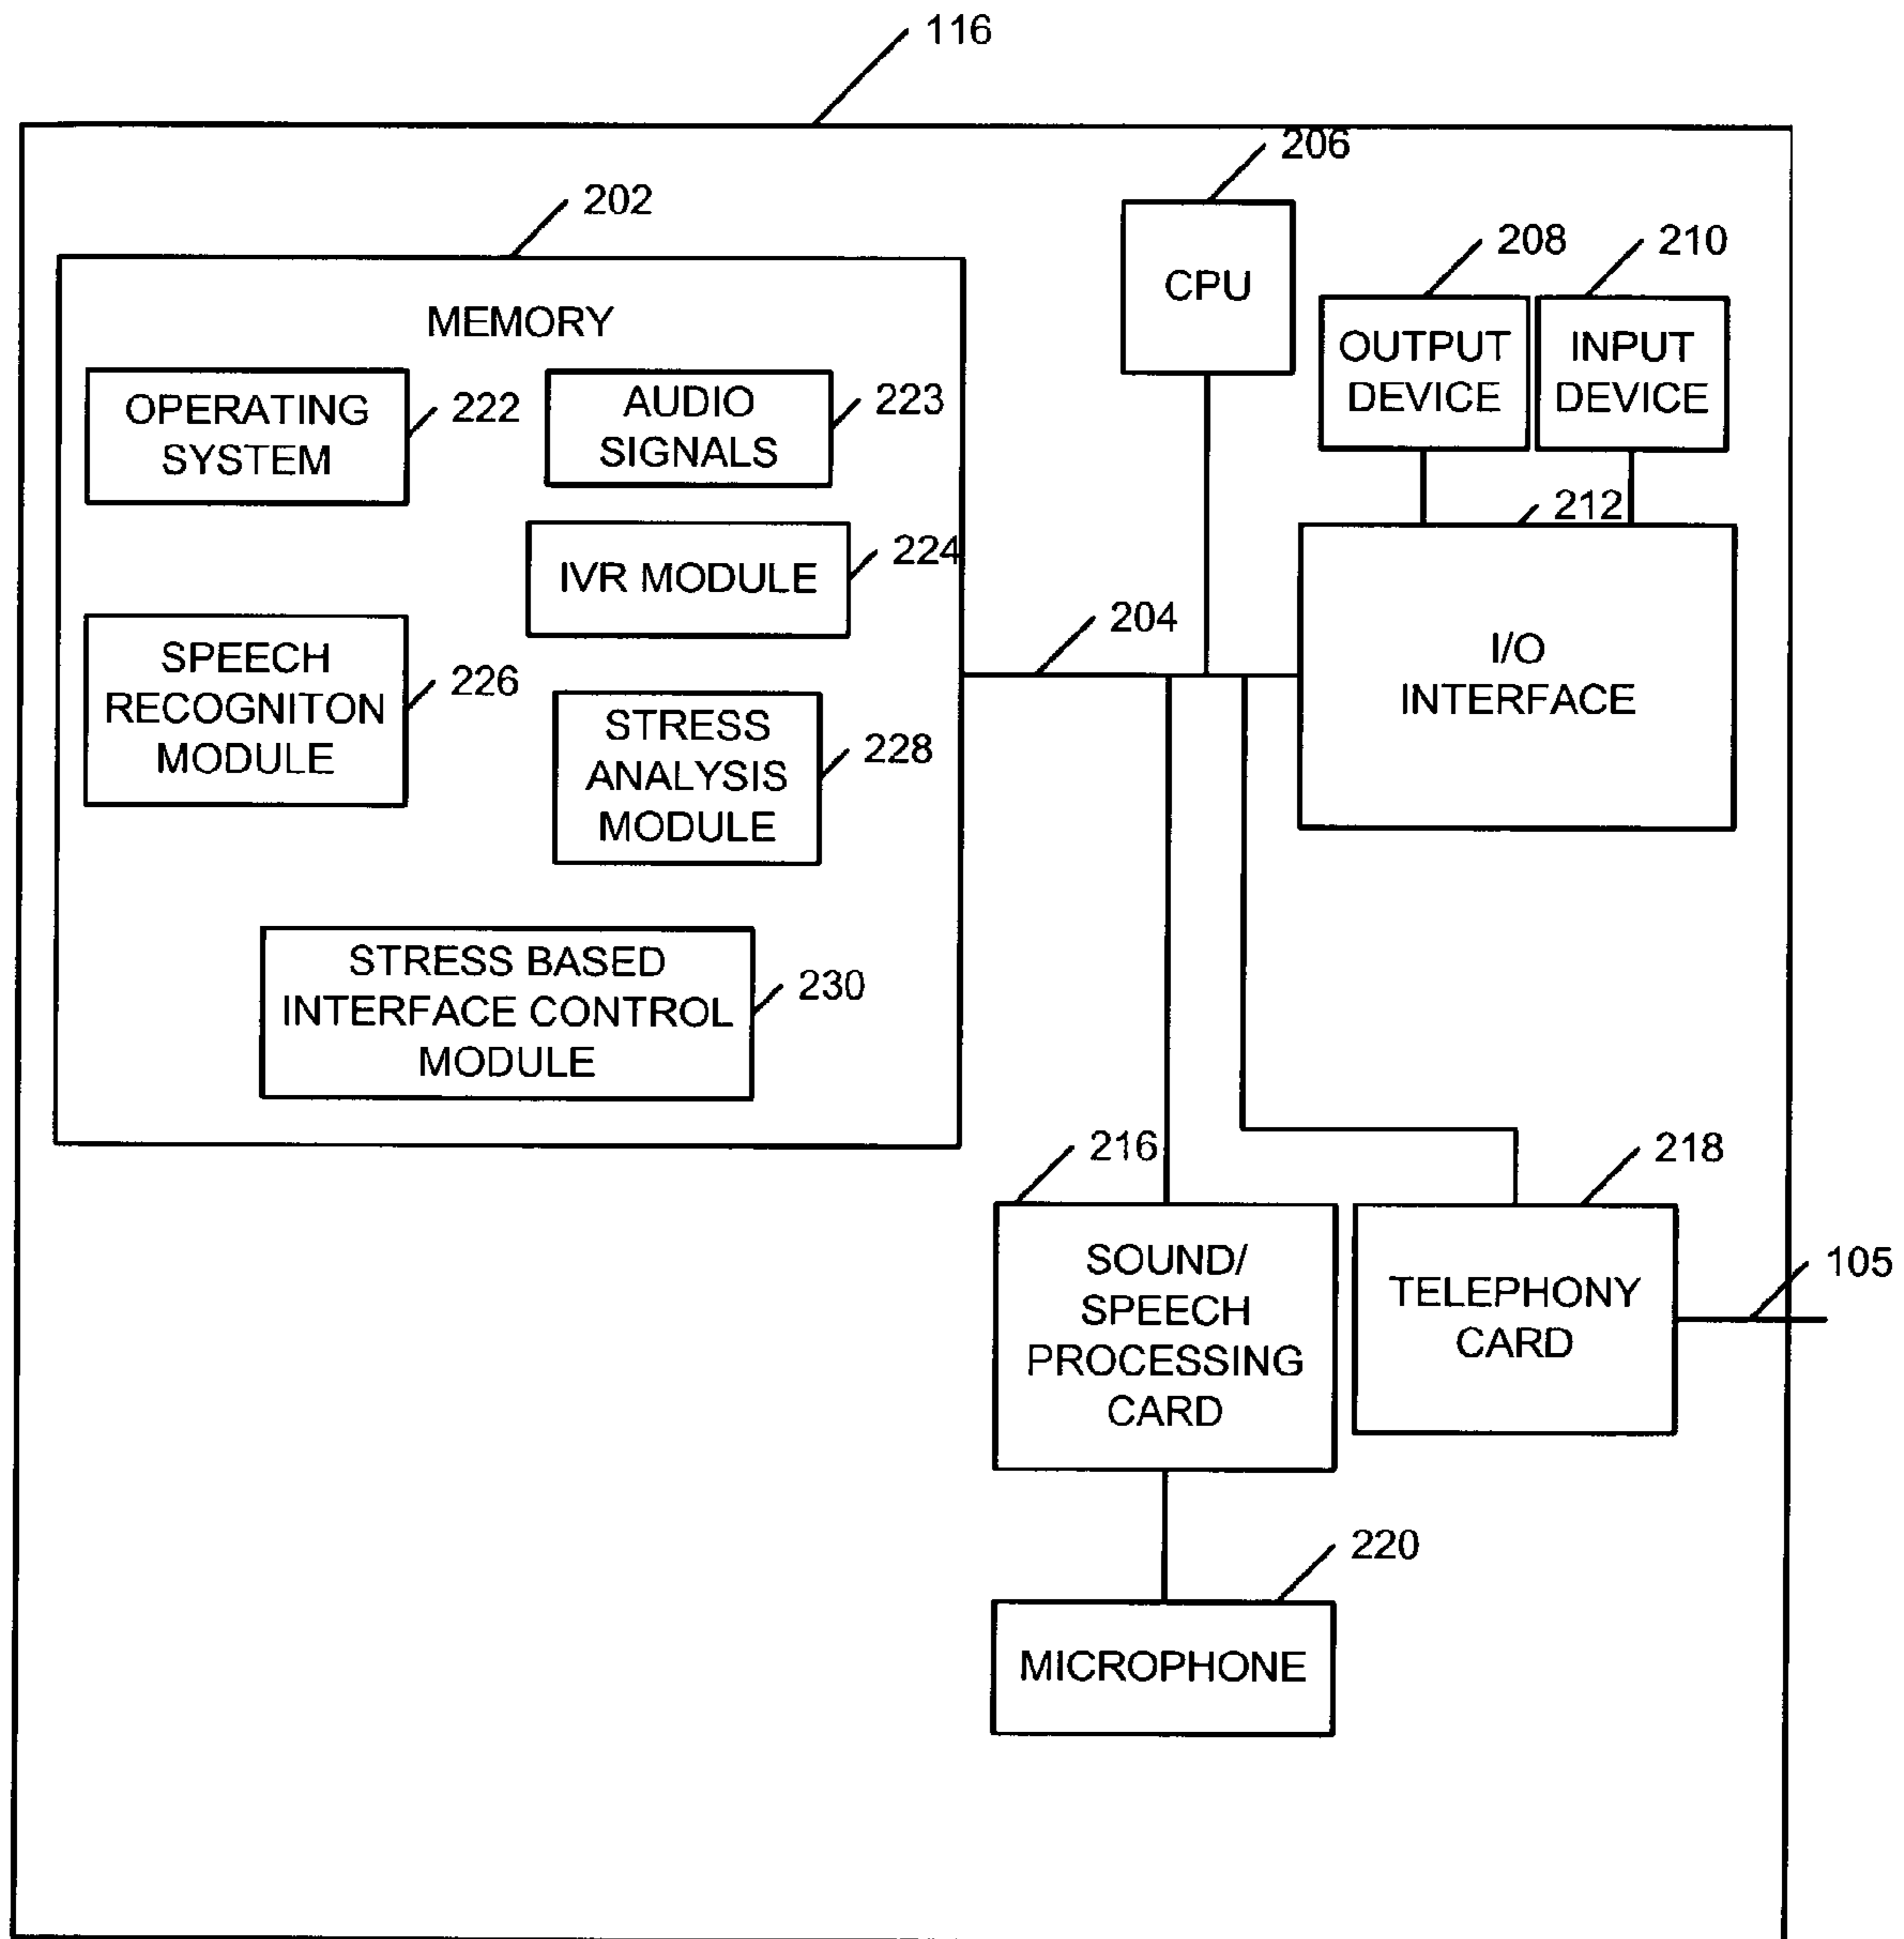 116
206
202
208
210
CPU
MEMORY
OUTPUT
DEVICE
INPUT
DEVICE
OPERATING
SYSTEM
222
AUDIO
SIGNALS
223
212
IVR MODULE
224
204
I/O
INTERFACE
SPEECH
RECOGNITON
MODULE
226
STRESS
ANALYSIS
MODULE
228
STRESS BASED
INTERFACE CONTROL
MODULE
230
216
218
SOUND/
SPEECH
PROCESSING
CARD
TELEPHONY
CARD
105
220
MICROPHONE